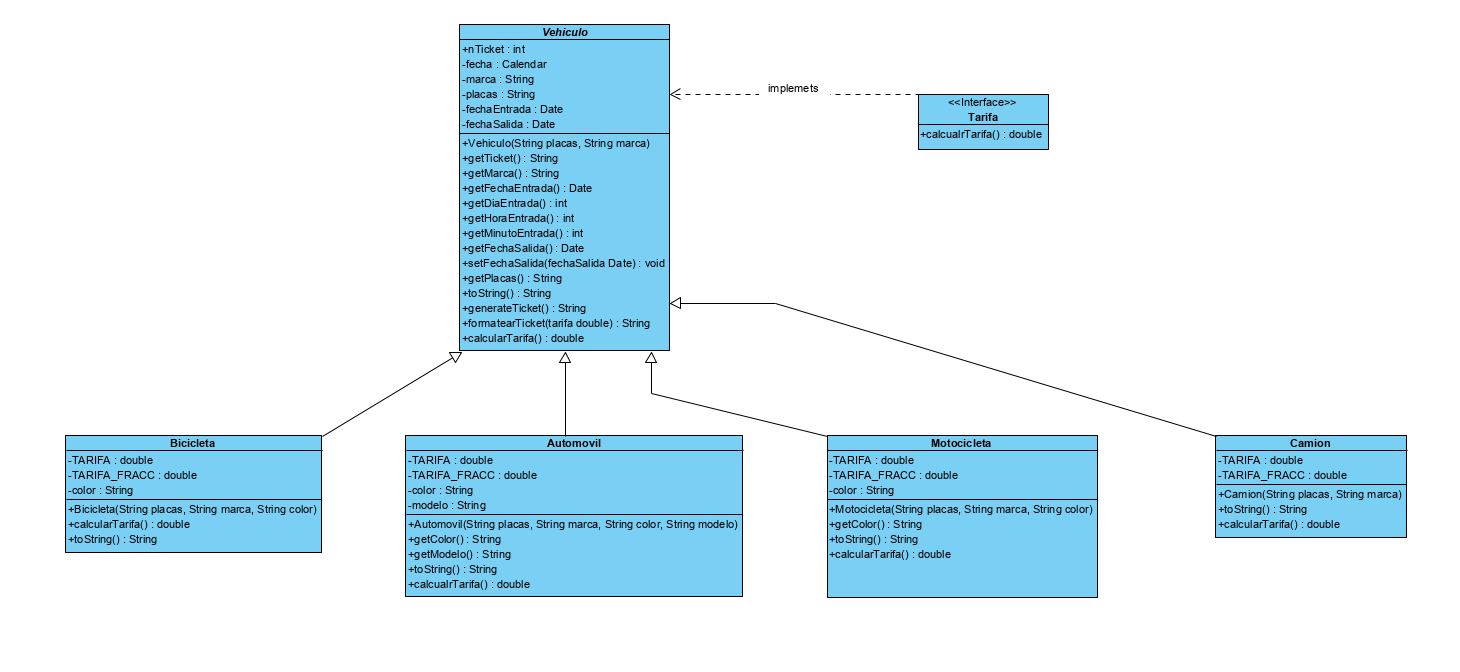 Vehiculo
+nTicket : int
-fecha : Calendar
-marca : String
-placas : String
-fechaEntrada : Date
-fechaSalida : Date
+Vehiculo(String placas, String marca)
+getTicket() : String
+getMarca() : String
+getFechaEntrada() : Date
+getDiaEntrada() : int
+getHoraEntrada() : int
+getMinutoEntrada() : int
+getFechaSalida() : Date
+setFechaSalida(fechaSalida Date) : void
+getPlacas() : String
+toString() : String
+generateTicket() : String
+formatearTicket(tarifa double) : String
+calcularTarifa() : double
implemets
<<Interface>>
Tarifa
+calcualrTarifa() : double
Bicicleta
-TARIFA : double
-TARIFA_FRACC : double
-color : String
+Bicicleta(String placas, String marca, String color)
+calcularTarifa() : double
+toString() : String
Automovil
-TARIFA : double
-TARIFA_FRACC : double
-color : String
-modelo : String
+Automovil(String placas, String marca, String color, String modelo)
+getColor() : String
+getModelo() : String
+toString() : String
+calcualrTarifa() : double
Motocicleta
-TARIFA : double
-TARIFA_FRACC : double
-color : String
+Motocicleta(String placas, String marca, String color)
+getColor() : String
+toString() : String
+calcularTarifa() : double
Camion
-TARIFA : double
-TARIFA_FRACC : double
+Camion(String placas, String marca)
+toString() : String
+calcularTarifa() : double